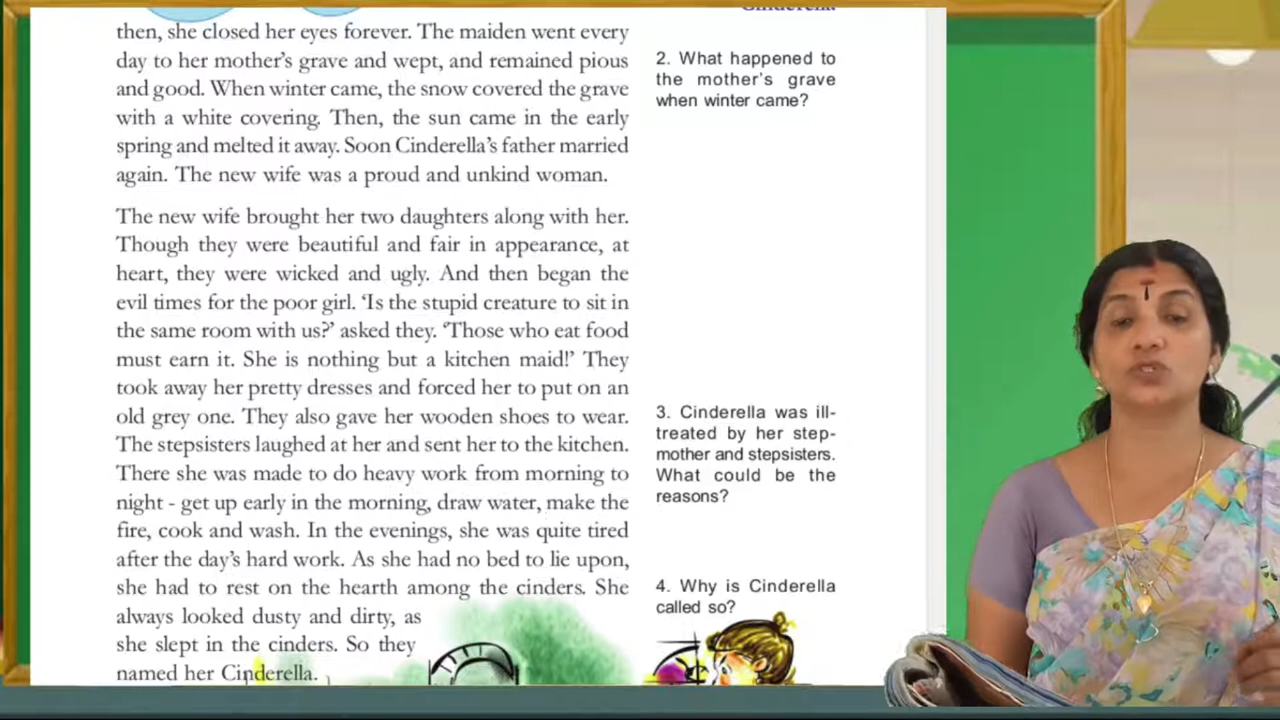 Cinderella
then, she closed her eyes forever. The maiden went every
day to her mother's grave and wept, and remained pious
and good. When winter came, the snow covered the grave
with a white covering. Then, the sun came in the early
spring and melted it away. Soon Cinderella's father married
again. The new wife was a proud and unkind woman.
The new wife brought her two daughters along with her.
Though they were beautiful and fair in appearance, at
heart, they were wicked and ugly. And then began the
evil times for the poor girl. 'Is the stupid creature to sit in
the same room with us?' asked they. 'Those who eat food
must earn it. She is nothing but a kitchen maid!' They
took away her pretty dresses and forced her to put on an
old grey one. They also gave her wooden shoes to wear.
The stepsisters laughed at her and sent her to the kitchen.
There she was made to do heavy work from morning to
night - get up early in the morning, draw water, make the
fire, cook and wash. In the evenings, she was quite tired
after the day's hard work. As she had no bed to lie upon,
she had to rest on the hearth among the cinders. She
always looked dusty and dirty, as
she slept in the cinders. So they
named her Cinderella.
2. What happened to
the mother's grave
when winter came?
3. Cinderella was ill-
treated by her step-
mother and stepsisters.
What could be the
reasons?
4. Why is Cinderella
called so?